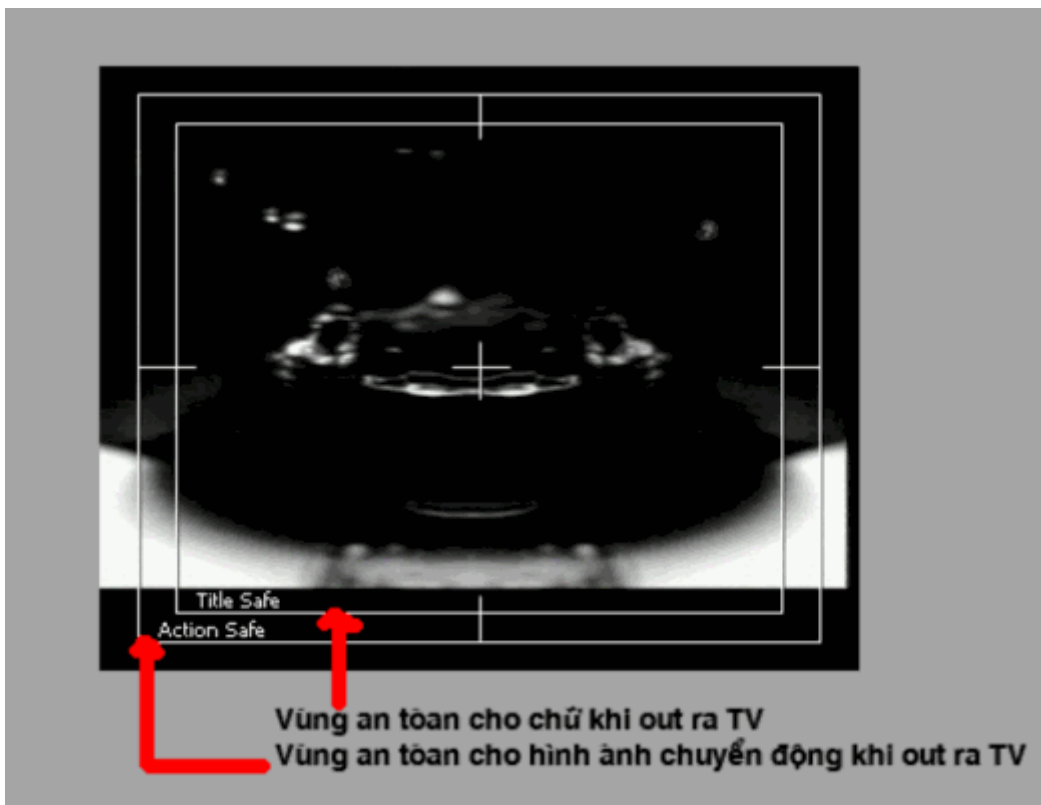 Title Safe
Action Safe
Vùng an tòan cho chữ khi out ra TV
Vùng an tòan cho hình ảnh chuyển động khi out ra TV